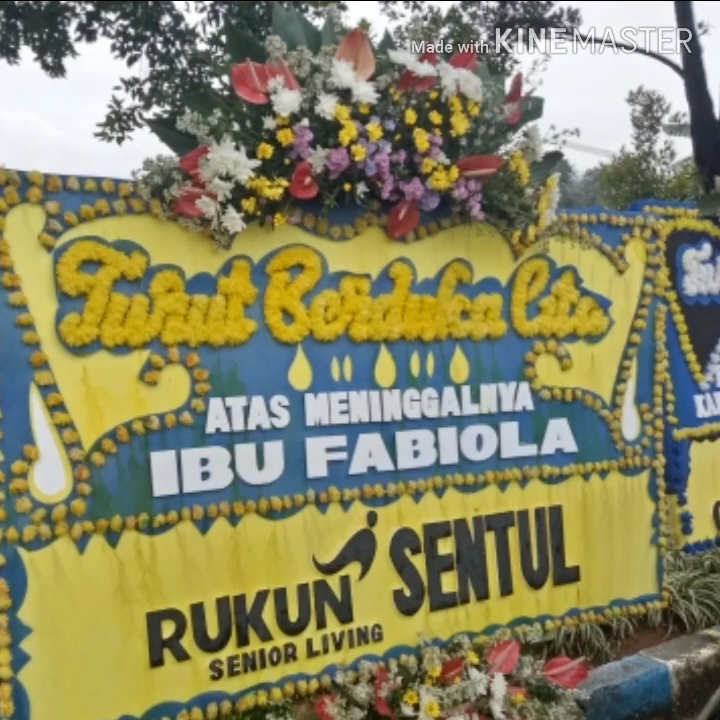 Made with KINEMASTER
Turut Berduka Cita
ATAS MENINGGALNYA
IBU FABIOLA
RUKUN SENTUL
SENIOR LIVING